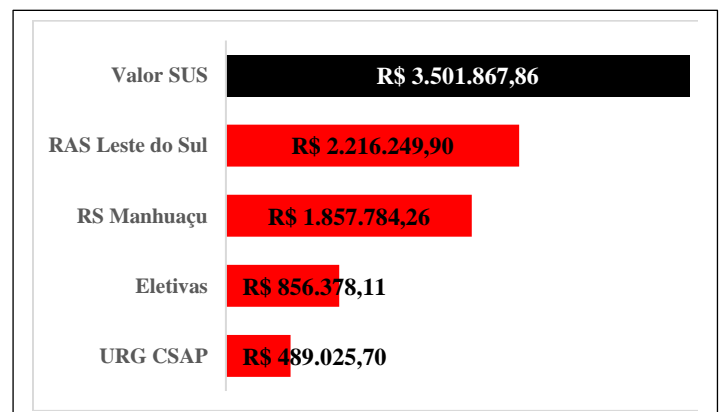 Valor SUS R$ 3.501.867,86
RAS Leste do Sul R$ 2.216.249,90
RS Manhuaçu R$ 1.857.784,26
Eletivas R$ 856.378,11
URG CSAP R$ 489.025,70